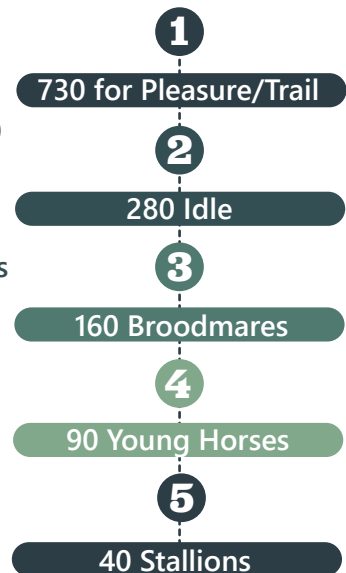 1
730 for Pleasure/Trail
)
2
280 Idle
s
3
160 Broodmares
4
90 Young Horses
5
40 Stallions